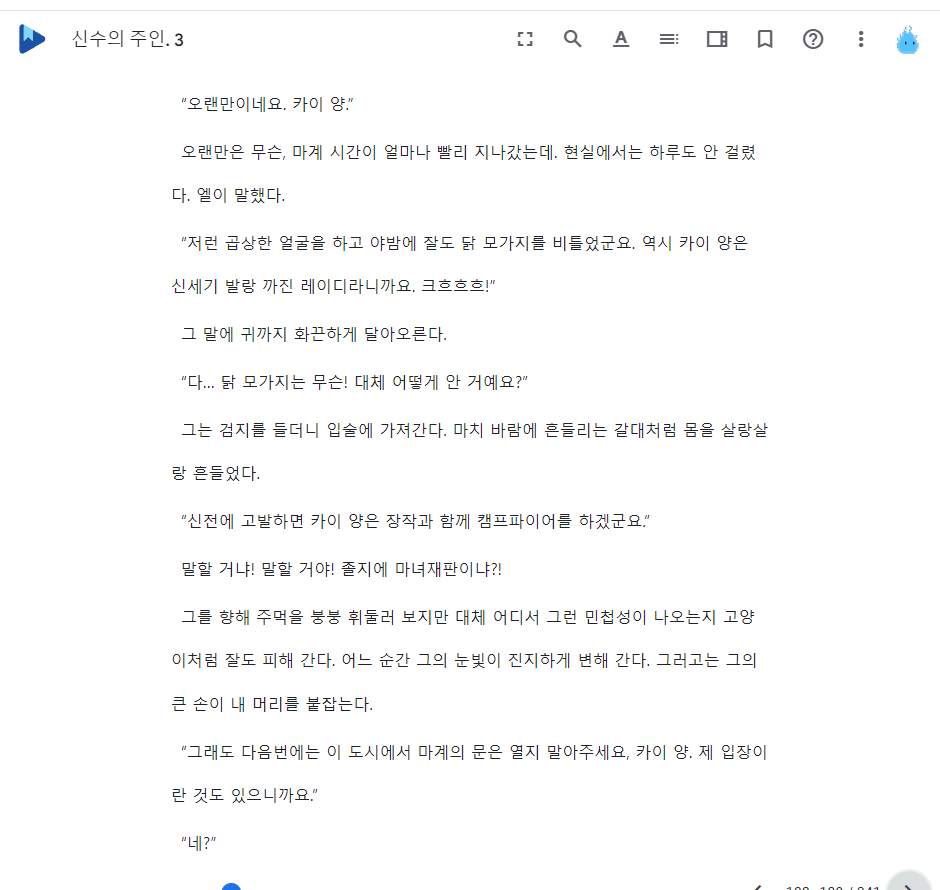 신수의 주인. 3
"오랜만이네요. 카이 양."
오랜만은 무슨, 마계 시간이 얼마나 빨리 지나갔는데. 현실에서는 하루도 안 걸렸
다. 엘이 말했다.
"저런 곱상한 얼굴을 하고 야밤에 잘도 닭 모가지를 비틀었군요. 역시 카이 양은
신세기 발랑 까진 레이디라니까요. 크흐흐흐!"
그 말에 귀까지 화끈하게 달아오른다.
"다... 닭 모가지는 무슨! 대체 어떻게 안 거예요?"
그는 검지를 들더니 입술에 가져간다. 마치 바람에 흔들리는 갈대처럼 몸을 살랑살
랑 흔들었다.
"신전에 고발하면 카이 양은 장작과 함께 캠프파이어를 하겠군요."
말할 거냐! 말할 거야! 졸지에 마녀재판이냐?!
그를 향해 주먹을 붕붕 휘둘러 보지만 대체 어디서 그런 민첩성이 나오는지 고양
이처럼 잘도 피해 간다. 어느 순간 그의 눈빛이 진지하게 변해 간다. 그러고는 그의
큰 손이 내 머리를 붙잡는다.
"그래도 다음번에는 이 도시에서 마계의 문은 열지 말아주세요, 카이 양. 제 입장이
란 것도 있으니까요."
"네?"